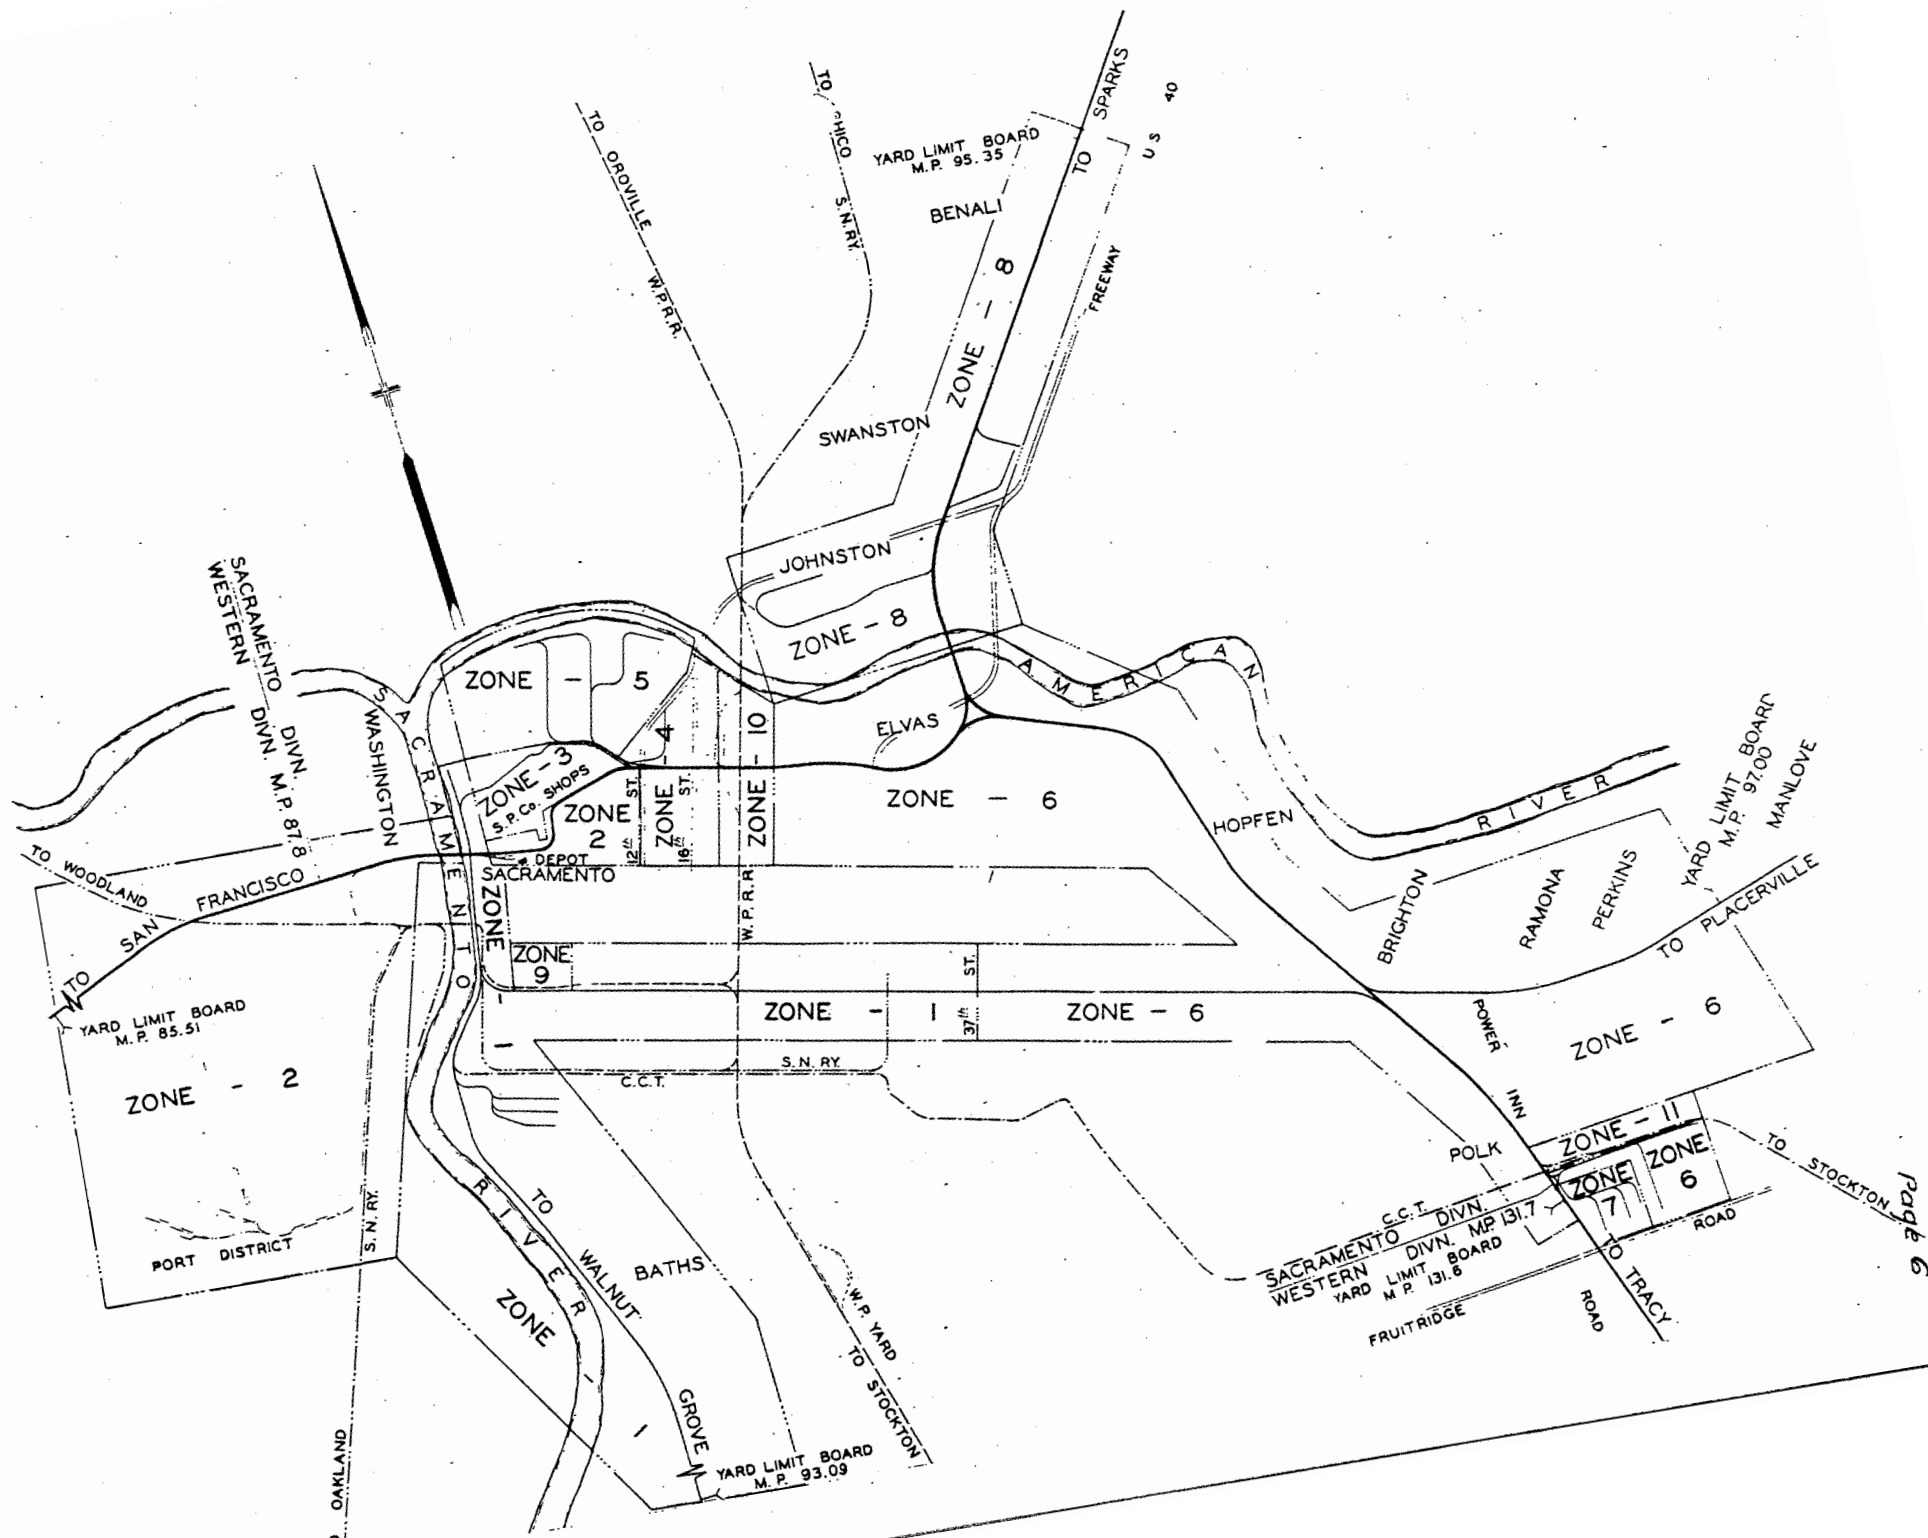 TO SPARKS
US 40
FREEWAY
TO OROVILLE
W.P.R.R.
TO CHICO
S.N.RY.
YARD LIMIT BOARD
M.P. 95.35
BENALI
ZONE - 8
SWANSTON
JOHNSTON
ZONE - 8
SACRAMENTO DIVN.
WESTERN DIVN. M.P. 87.8
WASHINGTON
SACRAMENTO
RIVER
AMERICAN
RIVER
ZONE - 5
ZONE - 3
S.P.Co. SHOPS
ZONE
2
12th ST.
ZONE - 4
16th ST.
ZONE - 10
ELVAS
ZONE - 6
HOPFEN
YARD LIMIT BOARD
M.P. 97.00
MANLOVE
BRIGHTON
RAMONA
PERKINS
TO PLACERVILLE
TO WOODLAND
TO SAN FRANCISCO
DEPOT
SACRAMENTO
ZONE - 1
W.P.R.R.
ZONE
9
YARD LIMIT BOARD
M.P. 85.51
ZONE - 1
37th ST.
ZONE - 6
POWER INN ROAD
ZONE - 6
ZONE - 2
S.N. RY.
C.C.T.
ZONE - 11
POLK
ZONE
7
ZONE
6
TO STOCKTON
Page 6
PORT DISTRICT
S.N. RY.
TO WALNUT GROVE
BATHS
ZONE - 1
W.P. YARD
TO STOCKTON
C.C.T.
SACRAMENTO DIVN.
WESTERN DIVN. M.P. 131.7
YARD LIMIT BOARD
M.P. 131.6
FRUITRIDGE ROAD
TO TRACY
OAKLAND
YARD LIMIT BOARD
M.P. 93.09